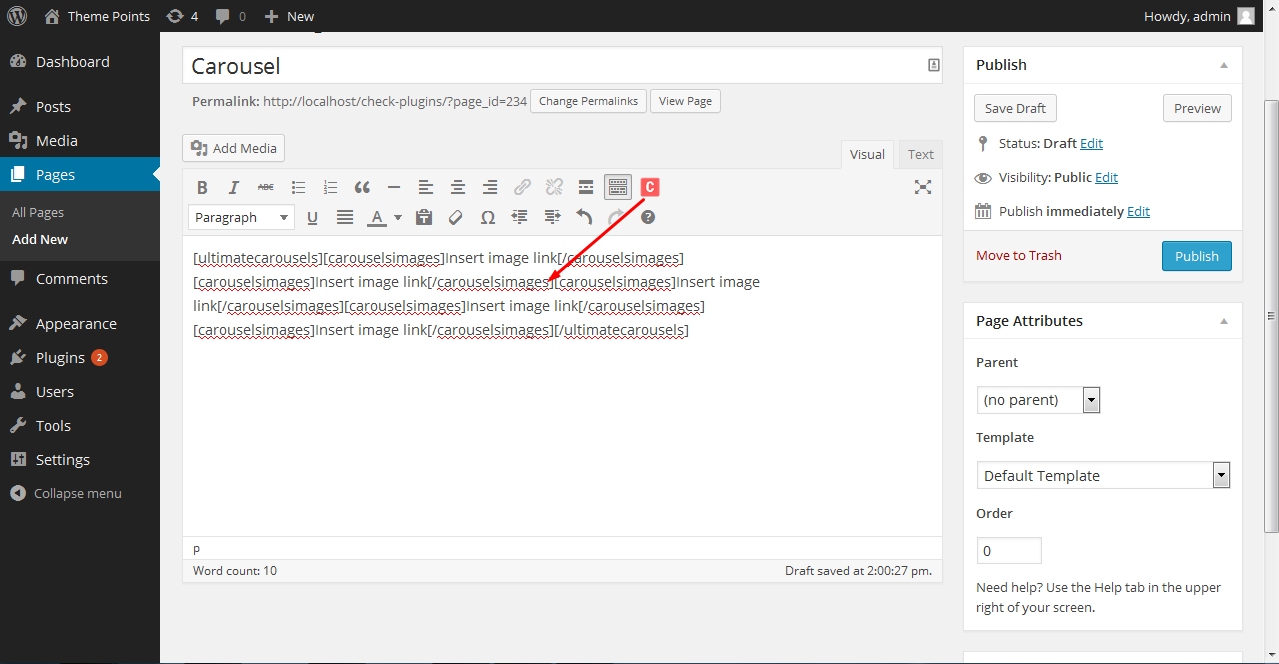 Theme Points 4 0 New Howdy, admin
Dashboard
Posts
Media
Pages
All Pages
Add New
Comments
Appearance
Plugins 2
Users
Tools
Settings
Collapse menu
Carousel
Permalink: http://localhost/check-plugins/?page_id=234 Change Permalinks View Page
Add Media
Visual Text
B I ABC C
Paragraph U A Ω ?
[ultimatecarousels][carouselsimages]Insert image link[/carouselsimages]
[carouselsimages]Insert image link[/carouselsimages][carouselsimages]Insert image
link[/carouselsimages][carouselsimages]Insert image link[/carouselsimages]
[carouselsimages]Insert image link[/carouselsimages][/ultimatecarousels]
p
Word count: 10 Draft saved at 2:00:27 pm.
Publish
Save Draft Preview
Status: Draft Edit
Visibility: Public Edit
Publish immediately Edit
Move to Trash Publish
Page Attributes
Parent
(no parent)
Template
Default Template
Order
0
Need help? Use the Help tab in the upper
right of your screen.